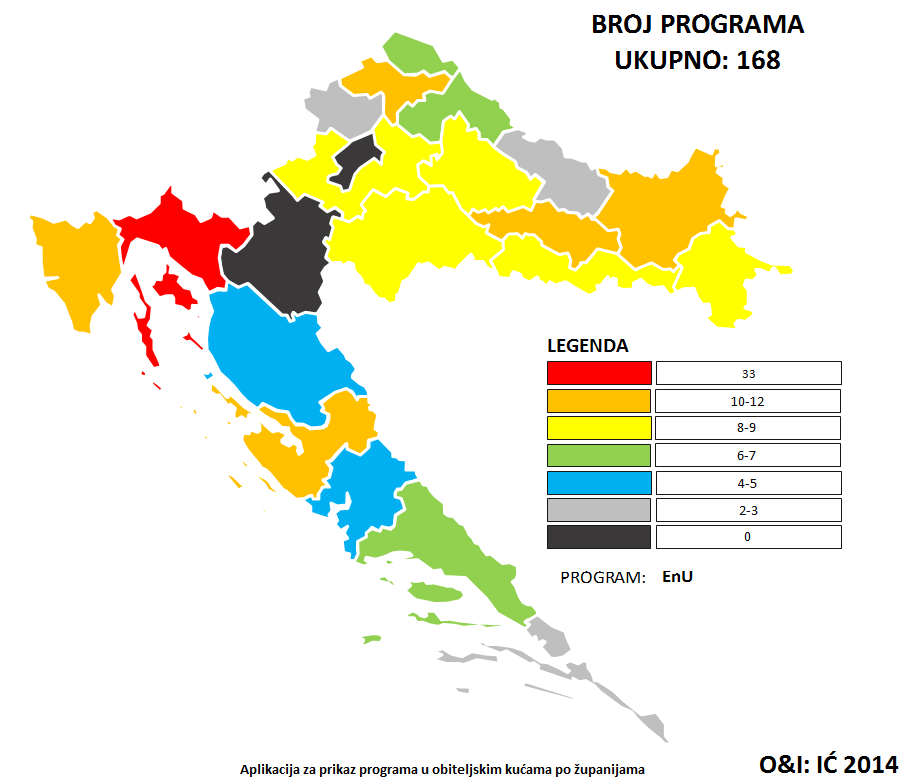 BROJ PROGRAMA
UKUPNO: 168
LEGENDA
33
10-12
8-9
6-7
4-5
2-3
0
PROGRAM: EnU
Aplikacija za prikaz programa u obiteljskim kućama po županijama
O&I: IĆ 2014